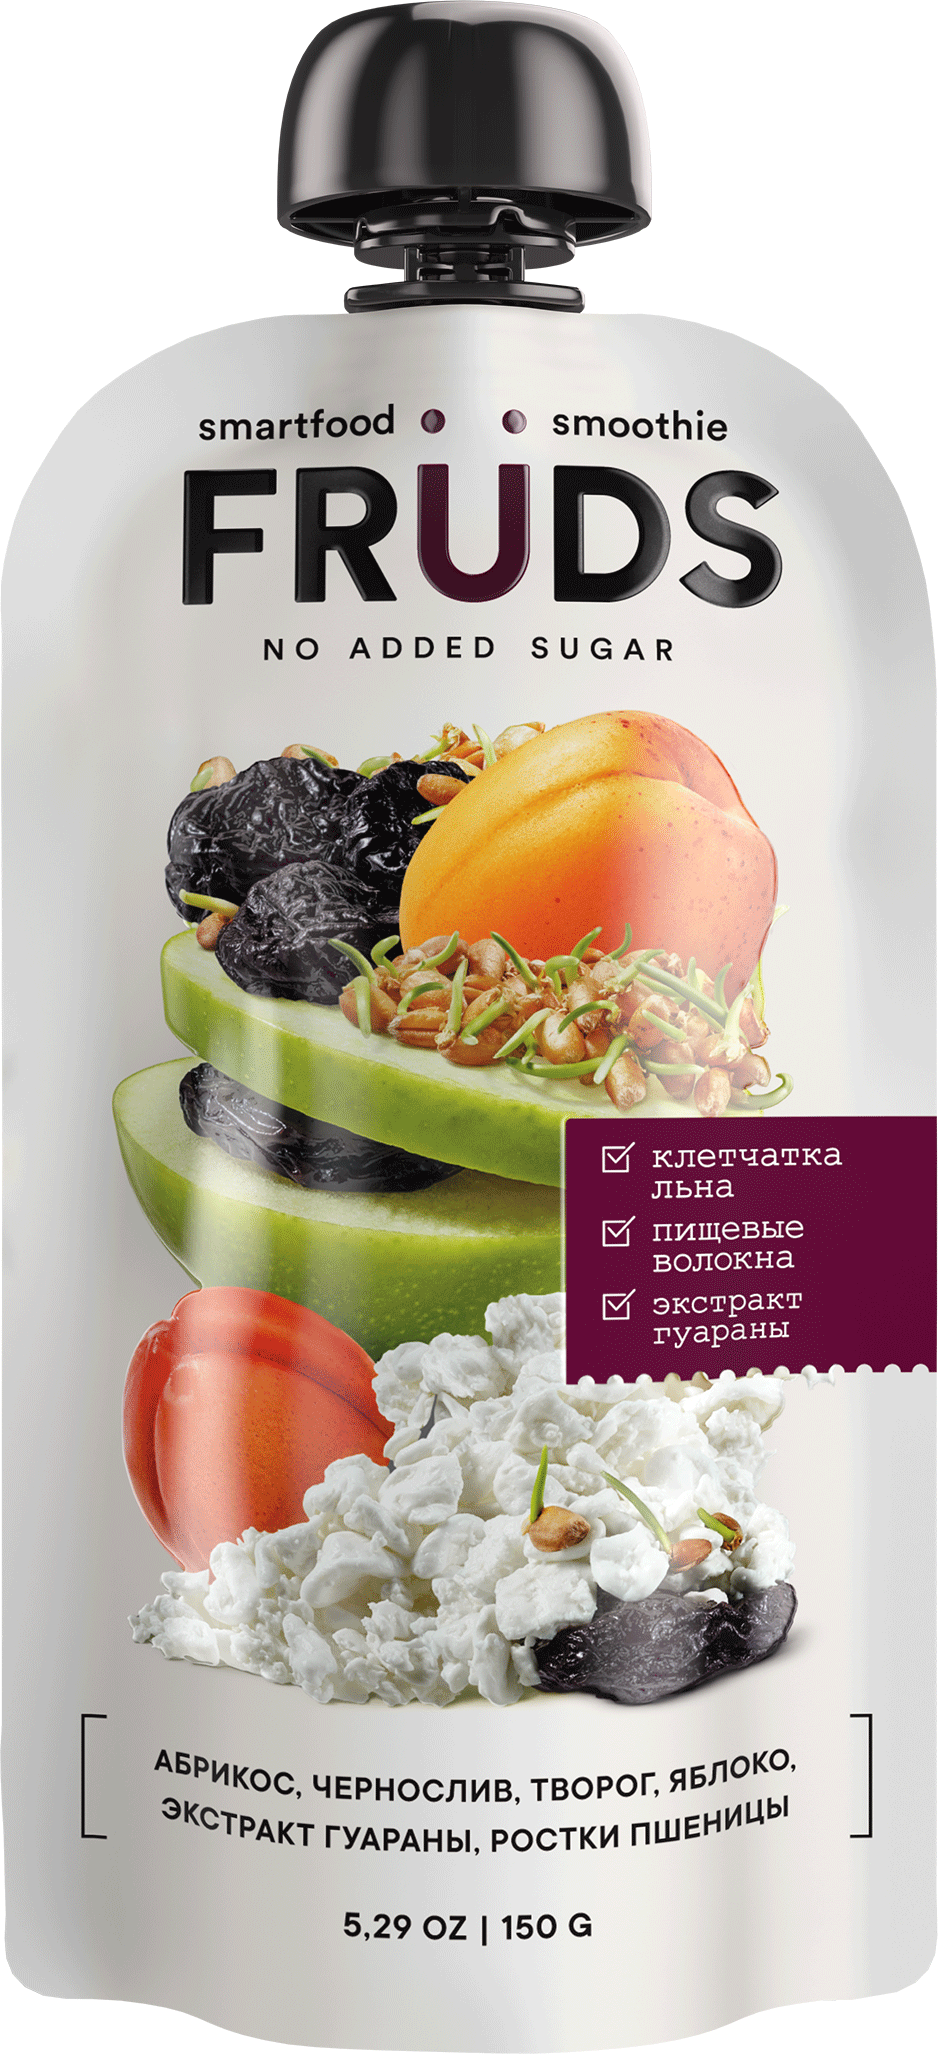 smartfood smoothie
FRÜDS
NO ADDED SUGAR
клетчатка
льна
пищевые
волокна
экстракт
гуараны
АБРИКОС, ЧЕРНОСЛИВ, ТВОРОГ, ЯБЛОКО,
ЭКСТРАКТ ГУАРАНЫ, РОСТКИ ПШЕНИЦЫ
5,29 OZ | 150 G